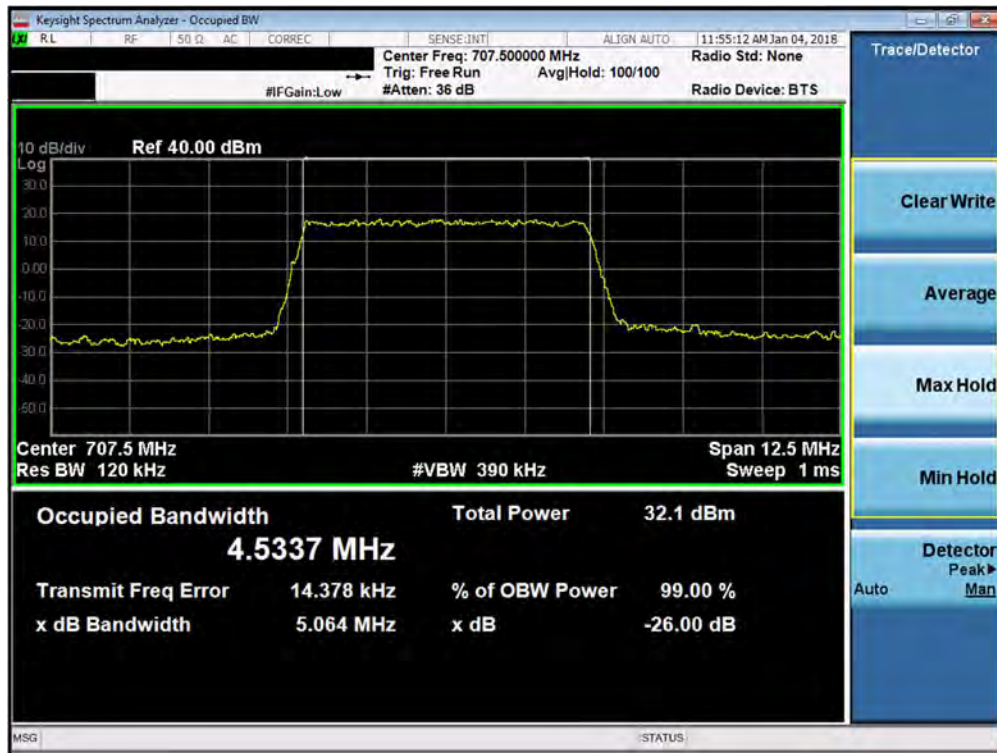 Keysight Spectrum Analyzer - Occupied BW
LXI RL RF 50 Ω AC CORREC SENSE:INT ALIGN AUTO 11:55:12 AM Jan 04, 2018
Center Freq: 707.500000 MHz Radio Std: None
Trig: Free Run Avg|Hold: 100/100
#IFGain:Low #Atten: 36 dB Radio Device: BTS
10 dB/div Ref 40.00 dBm
Log
30.0
20.0
10.0
0.00
-10.0
-20.0
-30.0
-40.0
-50.0
Center 707.5 MHz Span 12.5 MHz
Res BW 120 kHz #VBW 390 kHz Sweep 1 ms
Occupied Bandwidth Total Power 32.1 dBm
4.5337 MHz
Transmit Freq Error 14.378 kHz % of OBW Power 99.00 %
x dB Bandwidth 5.064 MHz x dB -26.00 dB
MSG STATUS
Trace/Detector
Clear Write
Average
Max Hold
Min Hold
Detector
Peak▶
Auto Man